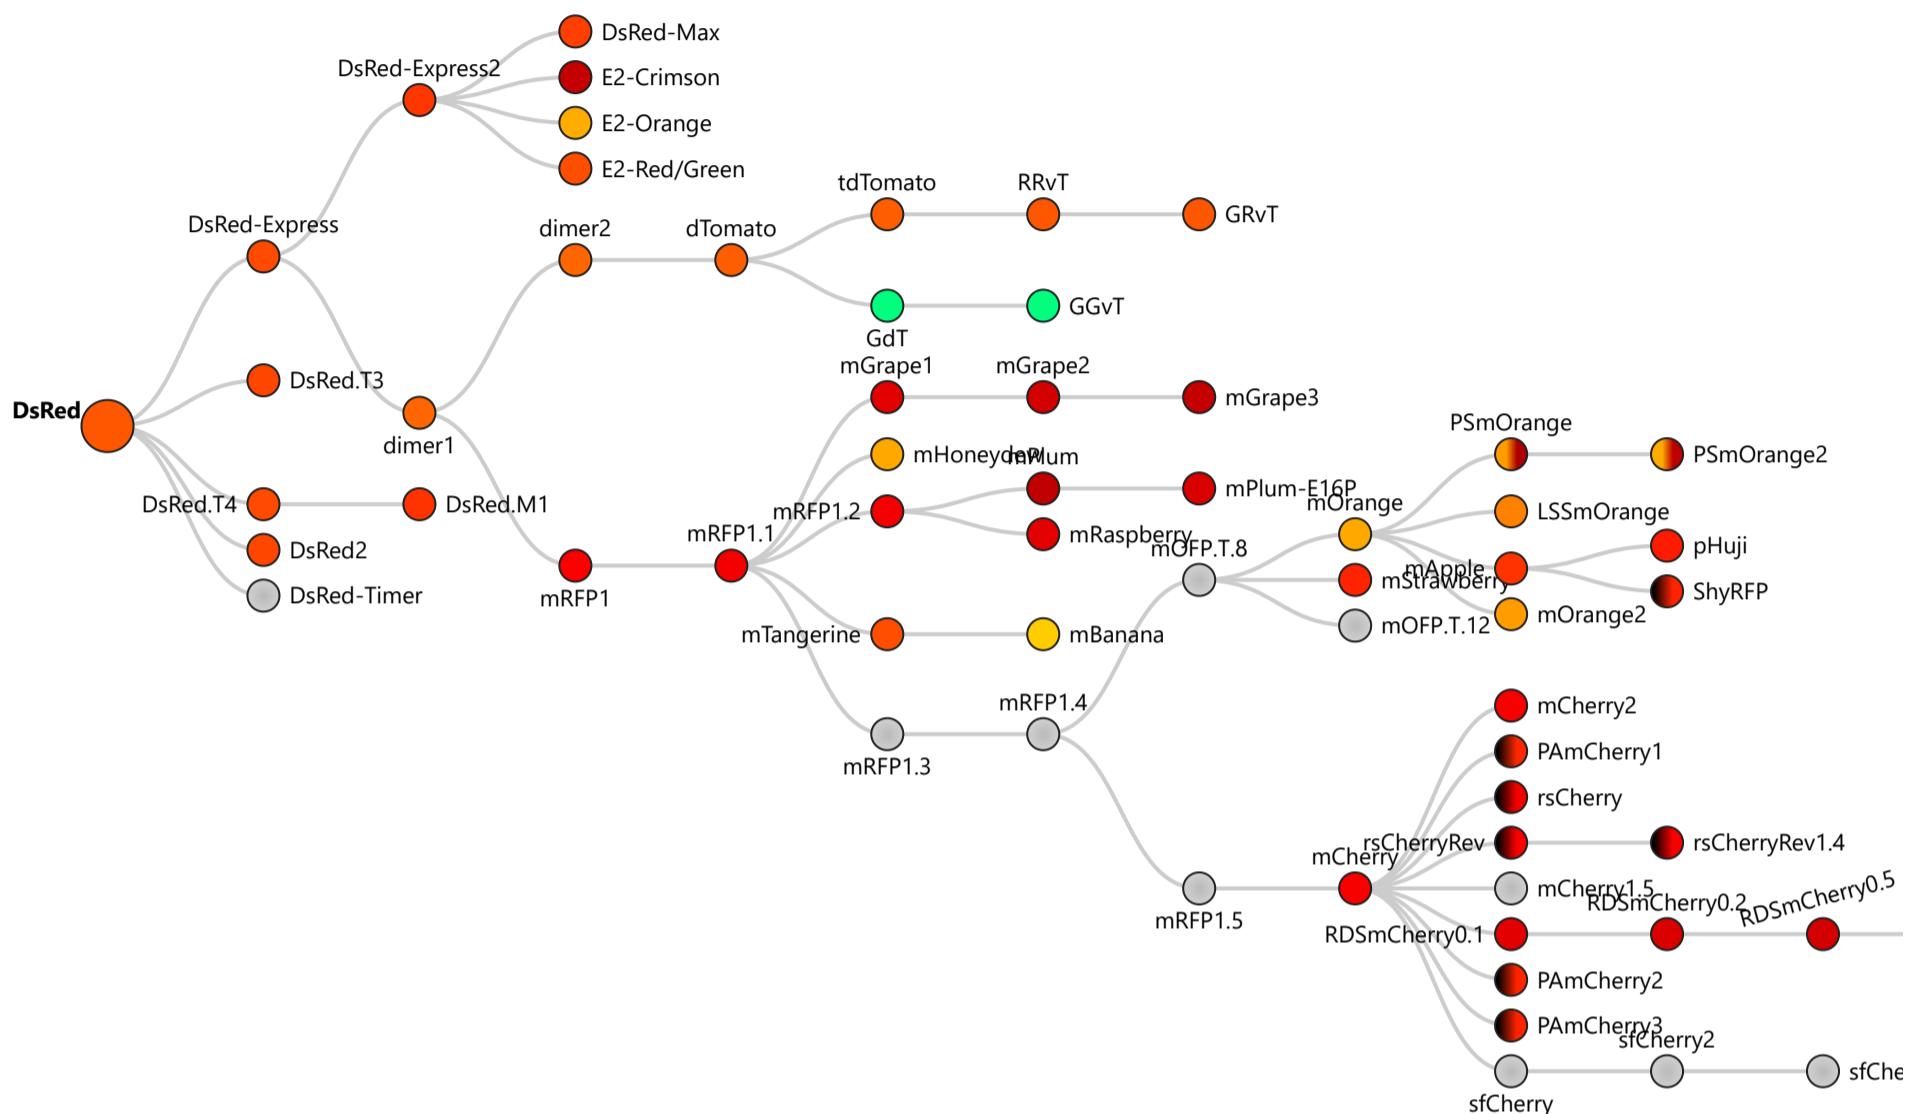 DsRed-Max
DsRed-Express2
E2-Crimson
E2-Orange
E2-Red/Green
tdTomato
RRvT
GRvT
DsRed-Express
dimer2
dTomato
GGvT
GdT
mGrape1
mGrape2
mGrape3
DsRed.T3
DsRed
dimer1
PSmOrange
PSmOrange2
mHoneydew
mPlum
mPlum-E16P
mOrange
LSSmOrange
DsRed.T4
DsRed.M1
mRFP1.2
mRFP1.1
mRaspberry
mOFP.T.8
pHuji
DsRed2
mApple
mStrawberry
ShyRFP
DsRed-Timer
mRFP1
mOrange2
mOFP.T.12
mTangerine
mBanana
mRFP1.4
mCherry2
mRFP1.3
PAmCherry1
rsCherry
rsCherryRev
rsCherryRev1.4
mCherry
mCherry1.5
RDSmCherry0.2
RDSmCherry0.5
mRFP1.5
RDSmCherry0.1
PAmCherry2
PAmCherry3
sfCherry2
sfChe
sfCherry